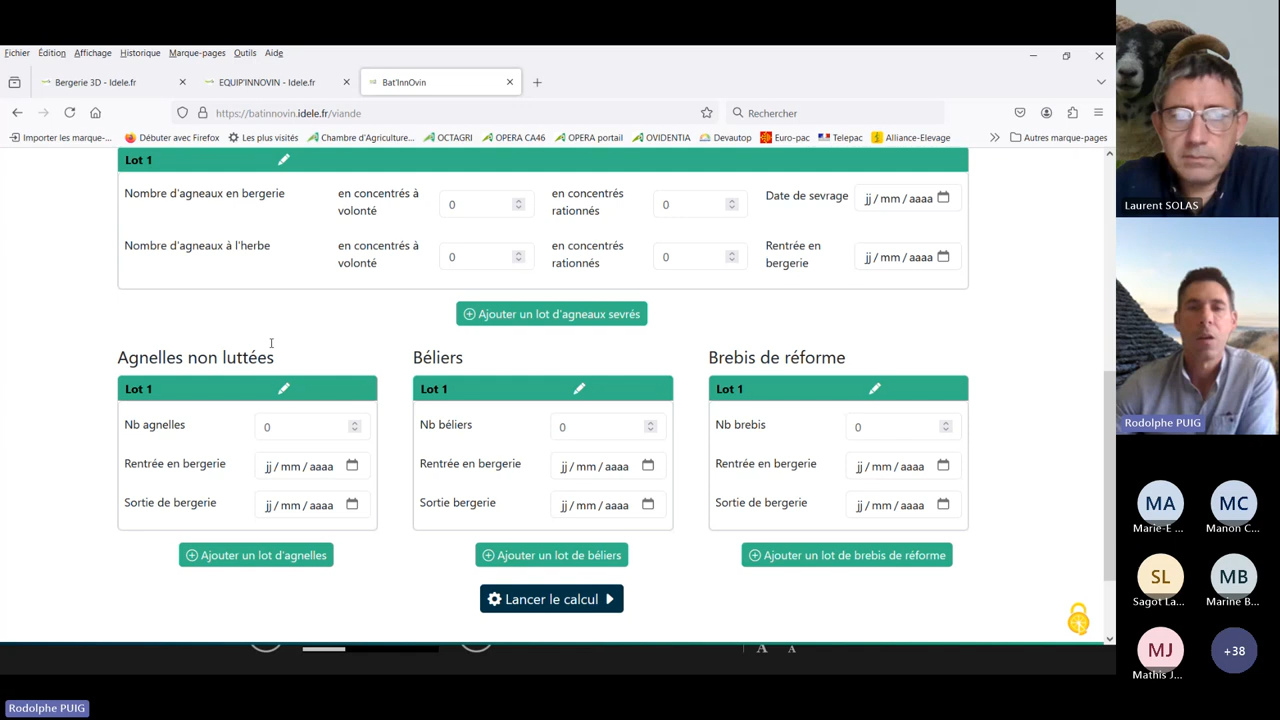 Fichier Édition Affichage Historique Marque-pages Outils Aide
Bergerie 3D - Idele.fr
EQUIP'INNOVIN - Idele.fr
Bat'InnOvin
https://batinnovin.idele.fr/viande
Rechercher
Importer les marque-...
Débuter avec Firefox
Les plus visités
Chambre d'Agriculture...
OCTAGRI
OPERA CA46
OPERA portail
OVIDENTIA
Devautop
Euro-pac
Telepac
Alliance-Elevage
Autres marque-pages
Lot 1
Nombre d'agneaux en bergerie
en concentrés à
volonté
0
en concentrés
rationnés
0
Date de sevrage
jj / mm / aaaa
Nombre d'agneaux à l'herbe
en concentrés à
volonté
0
en concentrés
rationnés
0
Rentrée en
bergerie
jj / mm / aaaa
Ajouter un lot d'agneaux sevrés
Agnelles non luttées
Lot 1
Nb agnelles
0
Rentrée en bergerie
jj / mm / aaaa
Sortie de bergerie
jj / mm / aaaa
Ajouter un lot d'agnelles
Béliers
Lot 1
Nb béliers
0
Rentrée en bergerie
jj / mm / aaaa
Sortie bergerie
jj / mm / aaaa
Ajouter un lot de béliers
Brebis de réforme
Lot 1
Nb brebis
0
Rentrée en bergerie
jj / mm / aaaa
Sortie de bergerie
jj / mm / aaaa
Ajouter un lot de brebis de réforme
Lancer le calcul
A A
Laurent SOLAS
Rodolphe PUIG
MA
Marie-E ...
MC
Manon C...
SL
Sagot La...
MB
Marine B...
MJ
Mathis J...
+38
Rodolphe PUIG